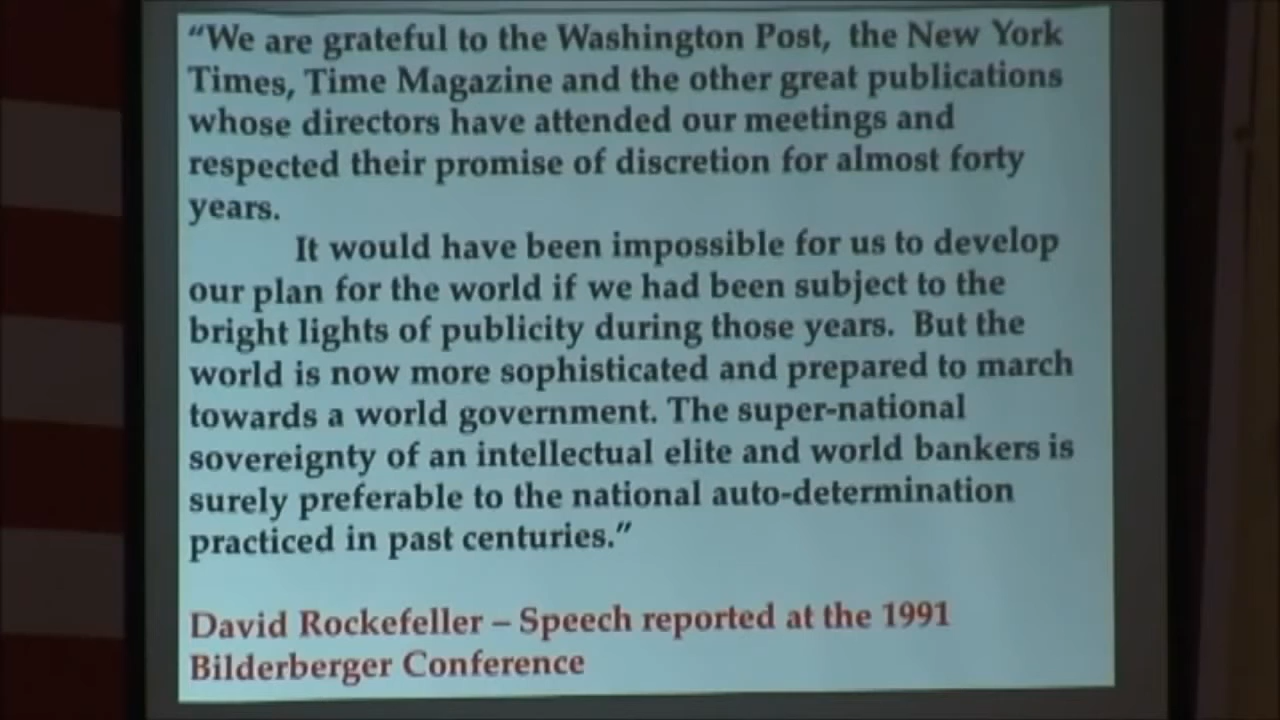 “We are grateful to the Washington Post, the New York
Times, Time Magazine and the other great publications
whose directors have attended our meetings and
respected their promise of discretion for almost forty
years.
It would have been impossible for us to develop
our plan for the world if we had been subject to the
bright lights of publicity during those years. But the
world is now more sophisticated and prepared to march
towards a world government. The super-national
sovereignty of an intellectual elite and world bankers is
surely preferable to the national auto-determination
practiced in past centuries.”
David Rockefeller – Speech reported at the 1991
Bilderberger Conference